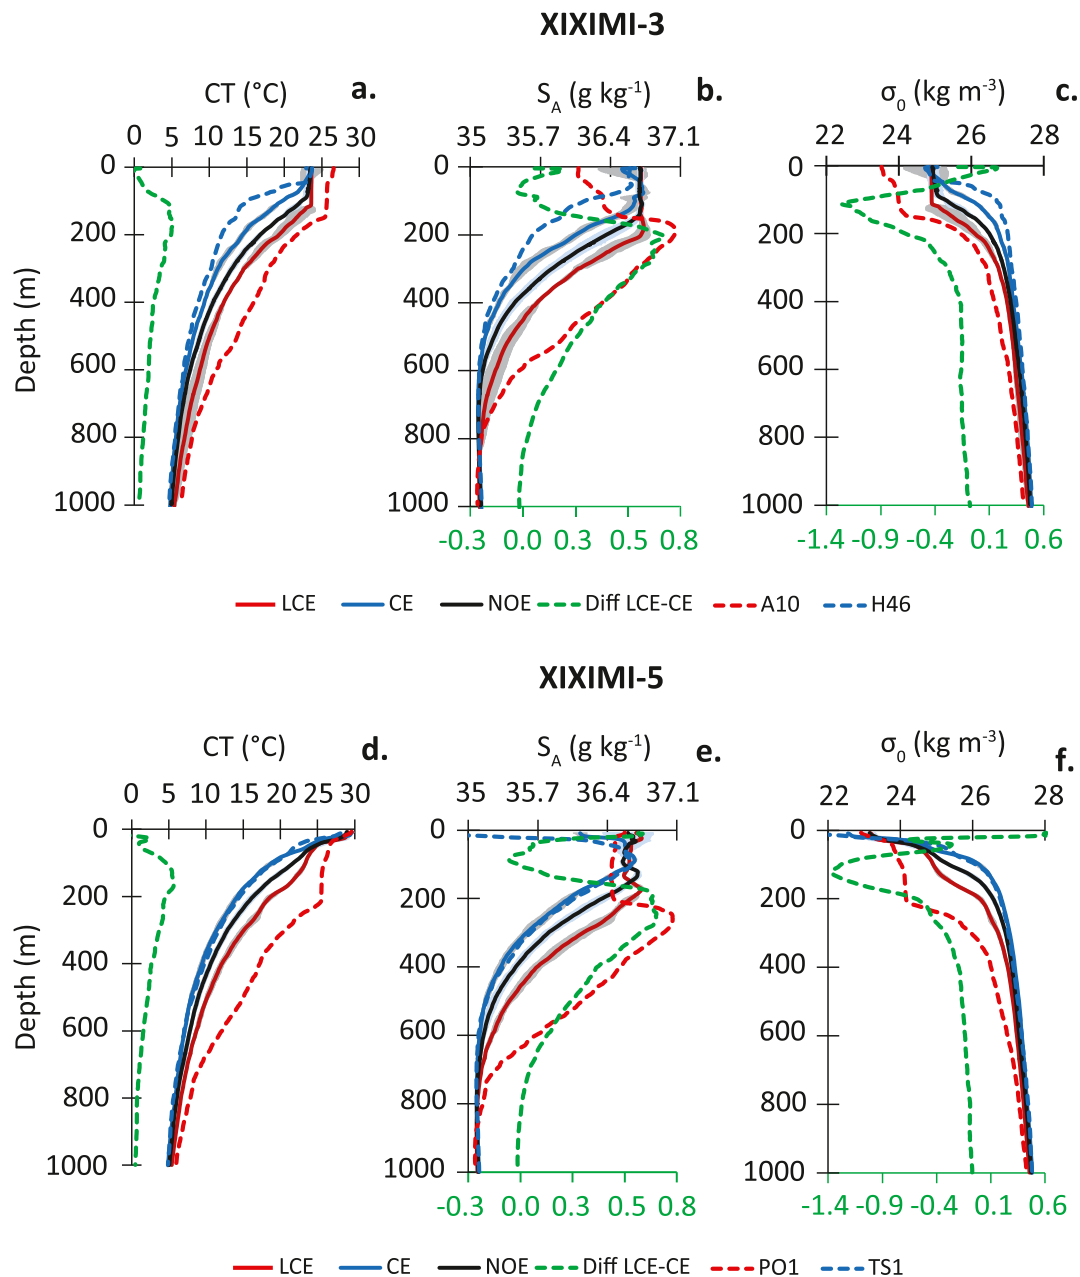 XIXIMI-3
CT (°C) a. S_A (g kg⁻¹) b. σ₀ (kg m⁻³) c.
0 5 10 15 20 25 30 35 35.7 36.4 37.1 22 24 26 28
0 0 0
200 200 200
400 400 400
600 600 600
800 800 800
1000 1000 1000
Depth (m)
-0.3 0.0 0.3 0.5 0.8 -1.4 -0.9 -0.4 0.1 0.6
LCE CE NOE Diff LCE-CE A10 H46
XIXIMI-5
CT (°C) d. S_A (g kg⁻¹) e. σ₀ (kg m⁻³) f.
0 5 10 15 20 25 30 35 35.7 36.4 37.1 22 24 26 28
0 0 0
200 200 200
400 400 400
600 600 600
800 800 800
1000 1000 1000
Depth (m)
-0.3 0.0 0.3 0.5 0.8 -1.4 -0.9 -0.4 0.1 0.6
LCE CE NOE Diff LCE-CE PO1 TS1